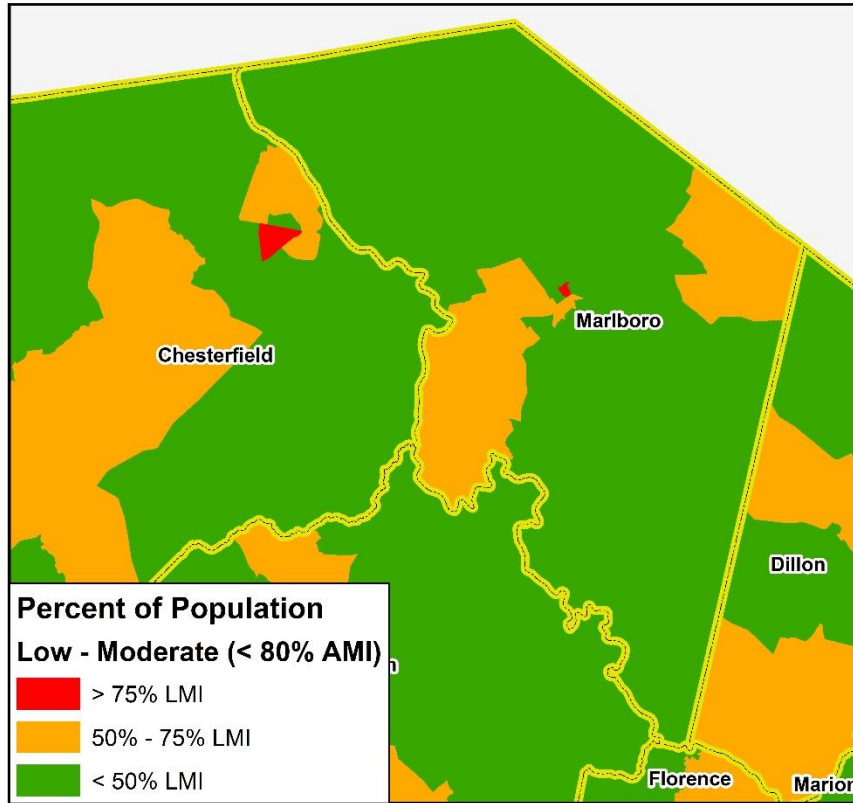 Marlboro
Chesterfield
Dillon
Percent of Population
Low - Moderate (< 80% AMI)
> 75% LMI
50% - 75% LMI
< 50% LMI
Florence
Marion